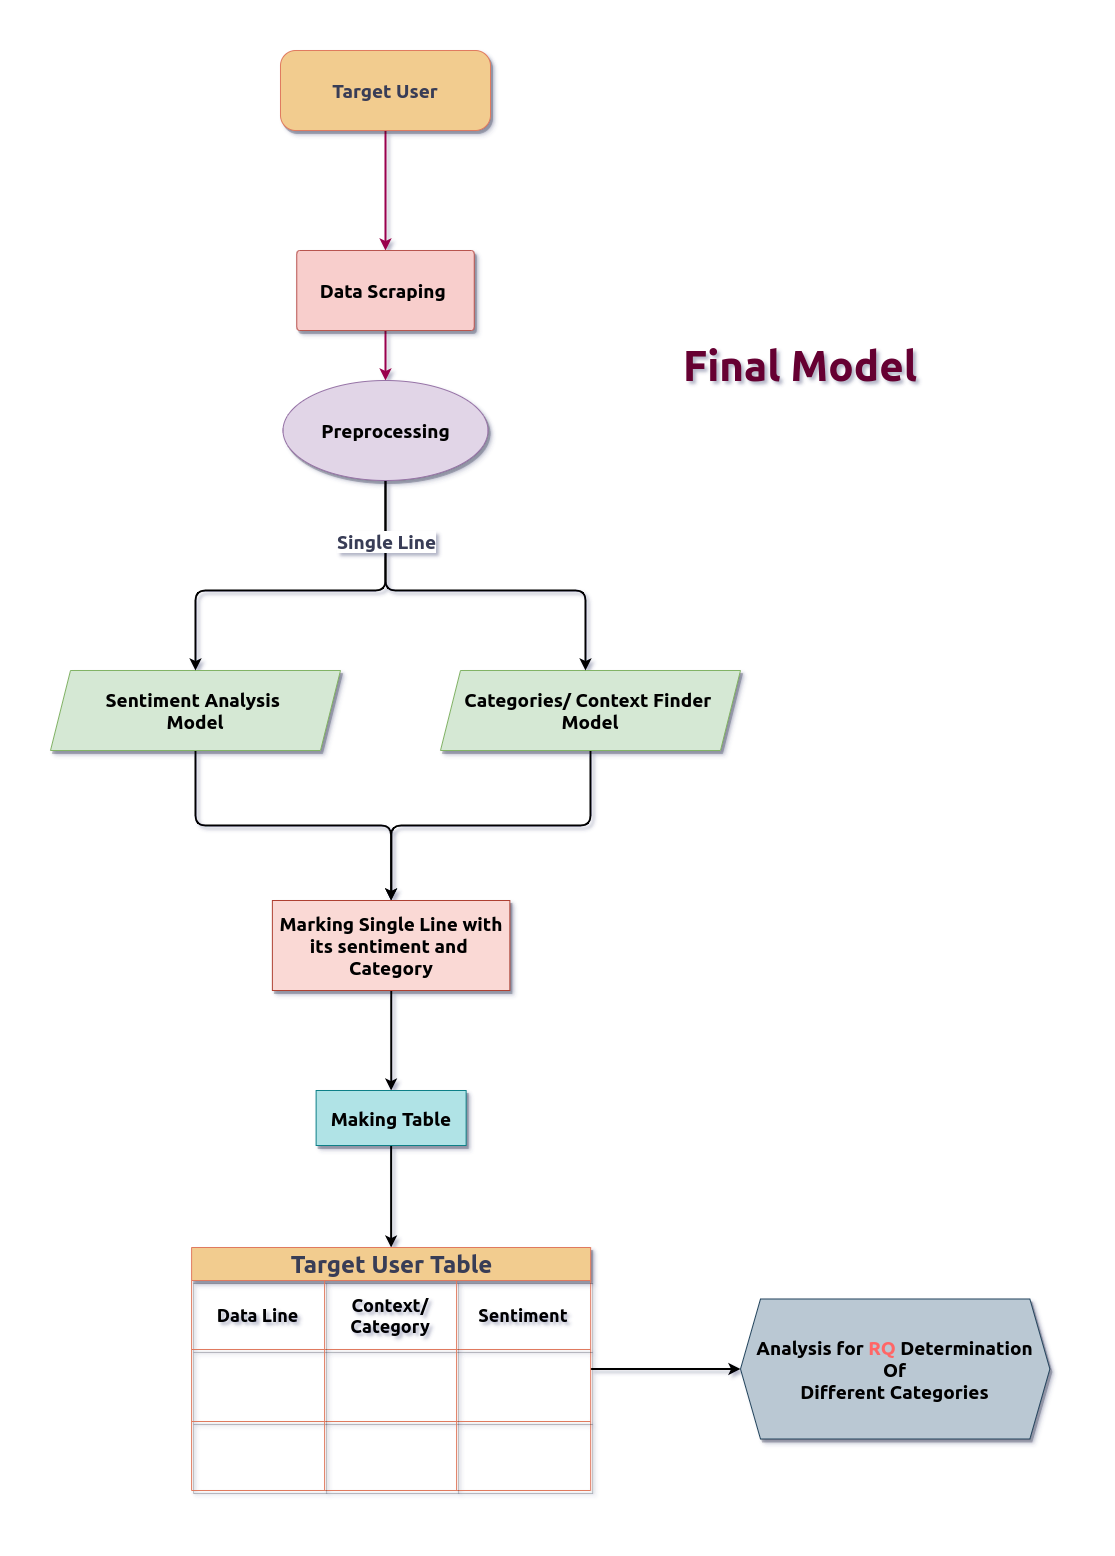 Target User
Data Scraping
Final Model
Preprocessing
Single Line
Sentiment Analysis
Model
Categories/ Context Finder
Model
Marking Single Line with
its sentiment and
Category
Making Table
Target User Table
Data Line
Context/
Category
Sentiment
Analysis for RQ Determination
Of
Different Categories